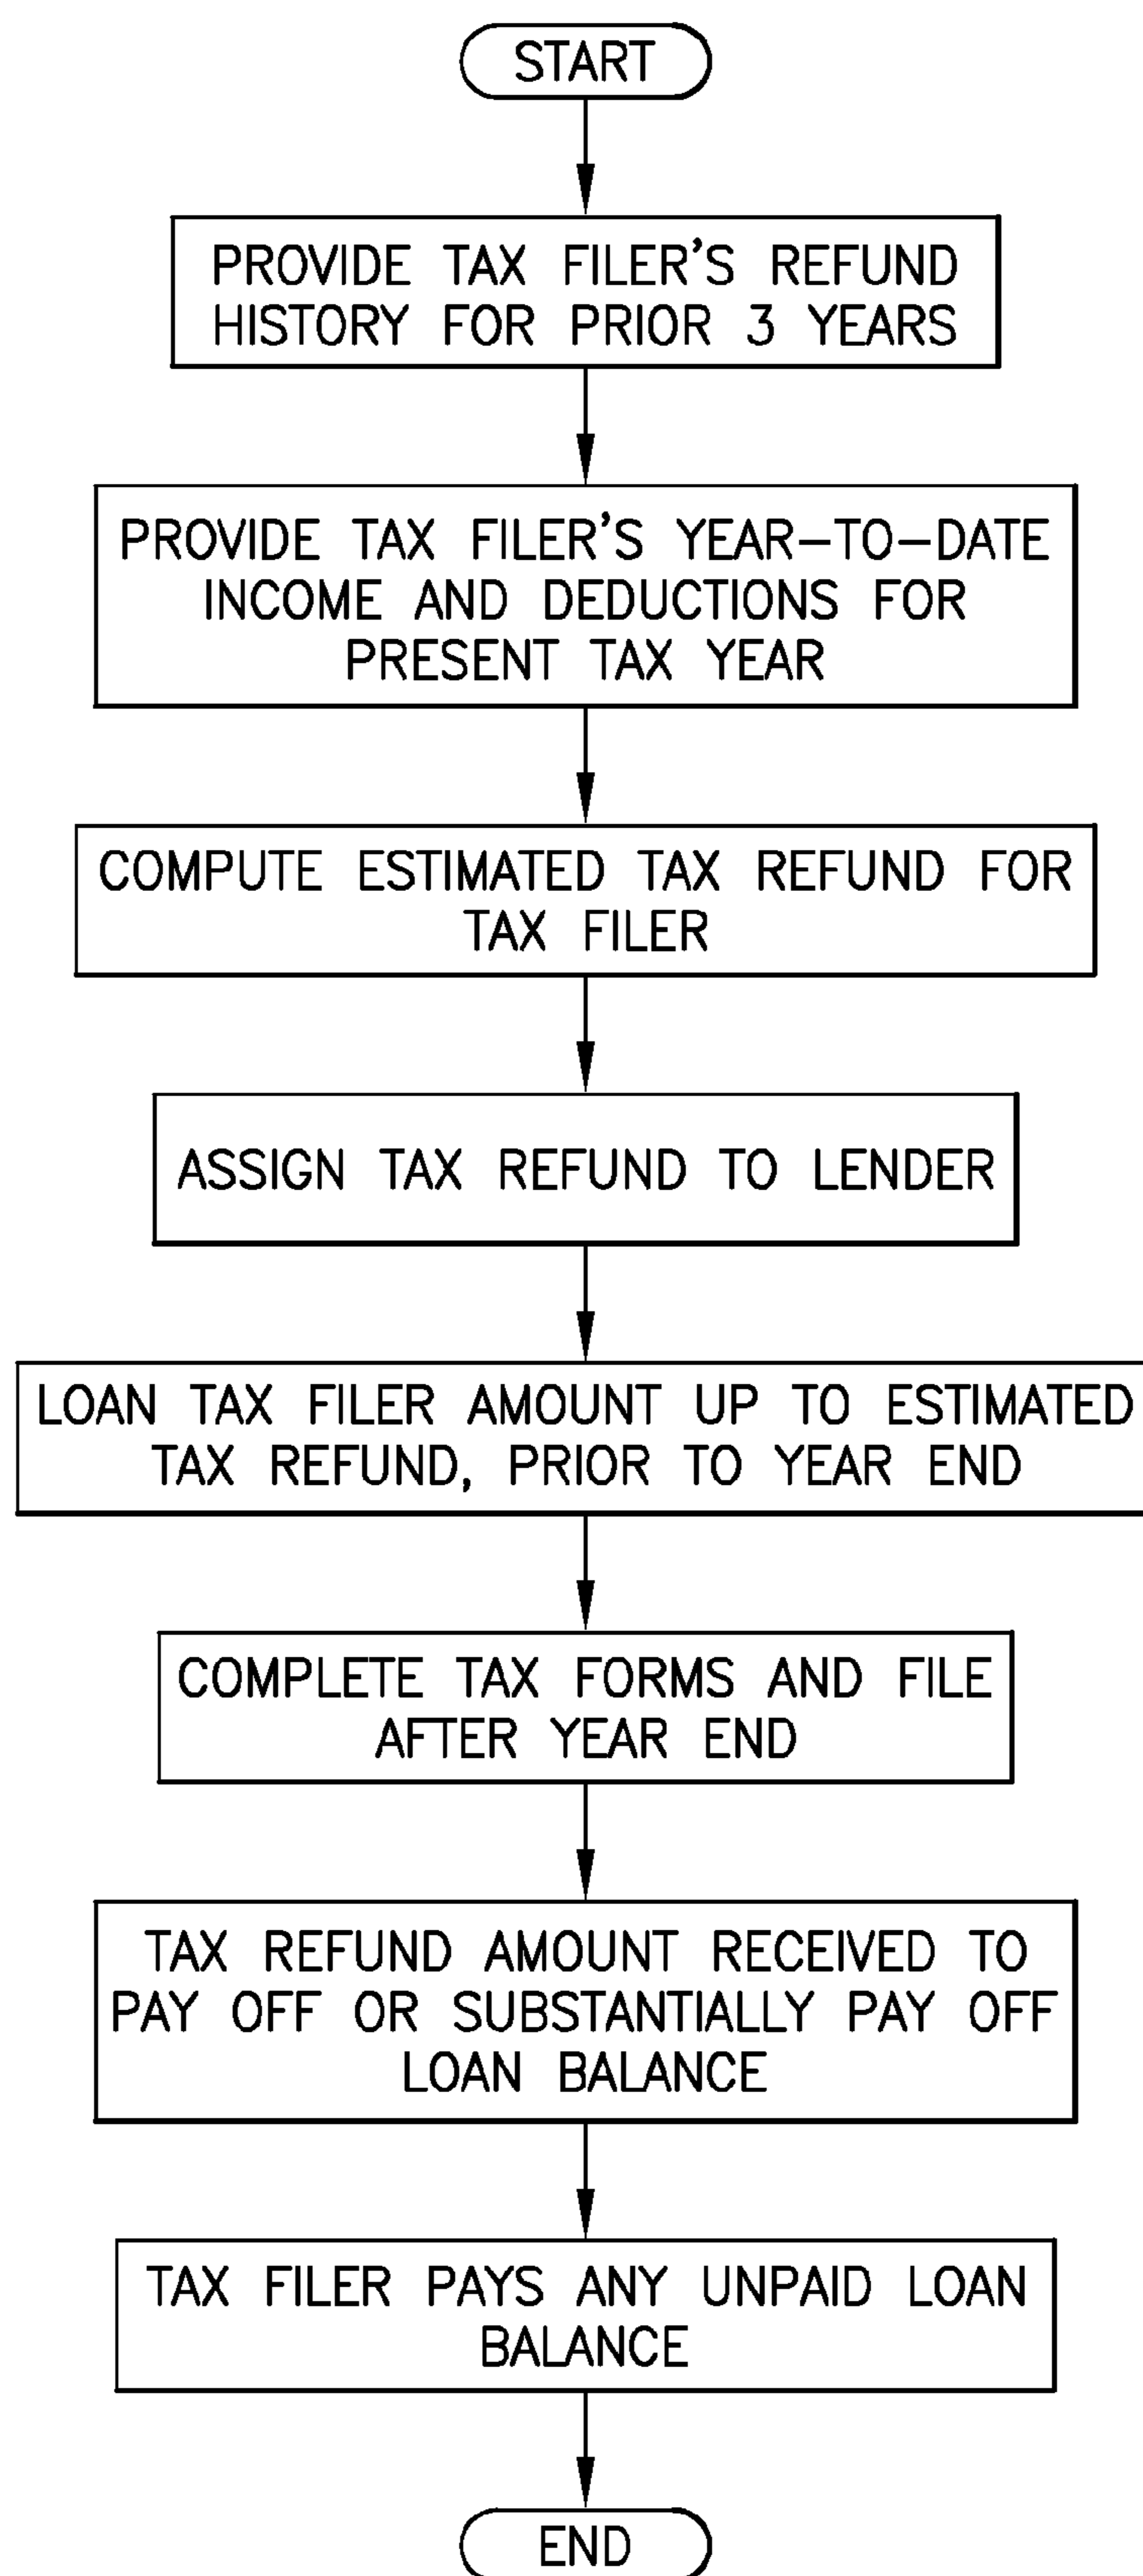 START
PROVIDE TAX FILER'S REFUND
HISTORY FOR PRIOR 3 YEARS
PROVIDE TAX FILER'S YEAR-TO-DATE
INCOME AND DEDUCTIONS FOR
PRESENT TAX YEAR
COMPUTE ESTIMATED TAX REFUND FOR
TAX FILER
ASSIGN TAX REFUND TO LENDER
LOAN TAX FILER AMOUNT UP TO ESTIMATED
TAX REFUND, PRIOR TO YEAR END
COMPLETE TAX FORMS AND FILE
AFTER YEAR END
TAX REFUND AMOUNT RECEIVED TO
PAY OFF OR SUBSTANTIALLY PAY OFF
LOAN BALANCE
TAX FILER PAYS ANY UNPAID LOAN
BALANCE
END